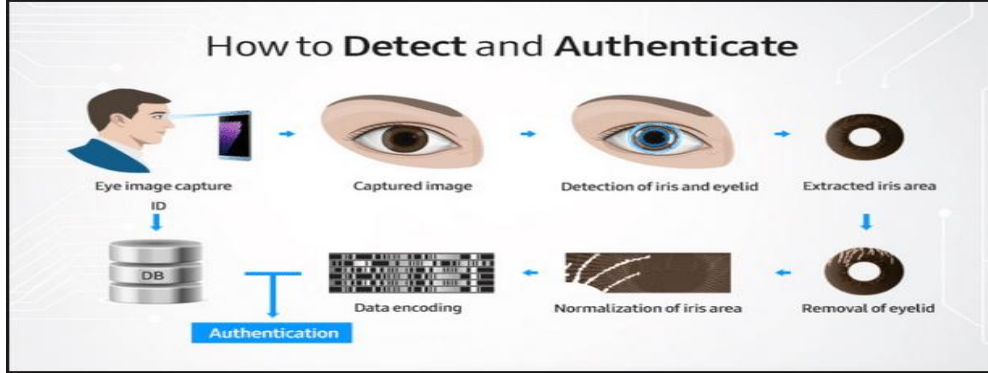 How to Detect and Authenticate
Eye image capture
Captured image
Detection of iris and eyelid
Extracted iris area
ID
DB
Data encoding
Normalization of iris area
Removal of eyelid
Authentication